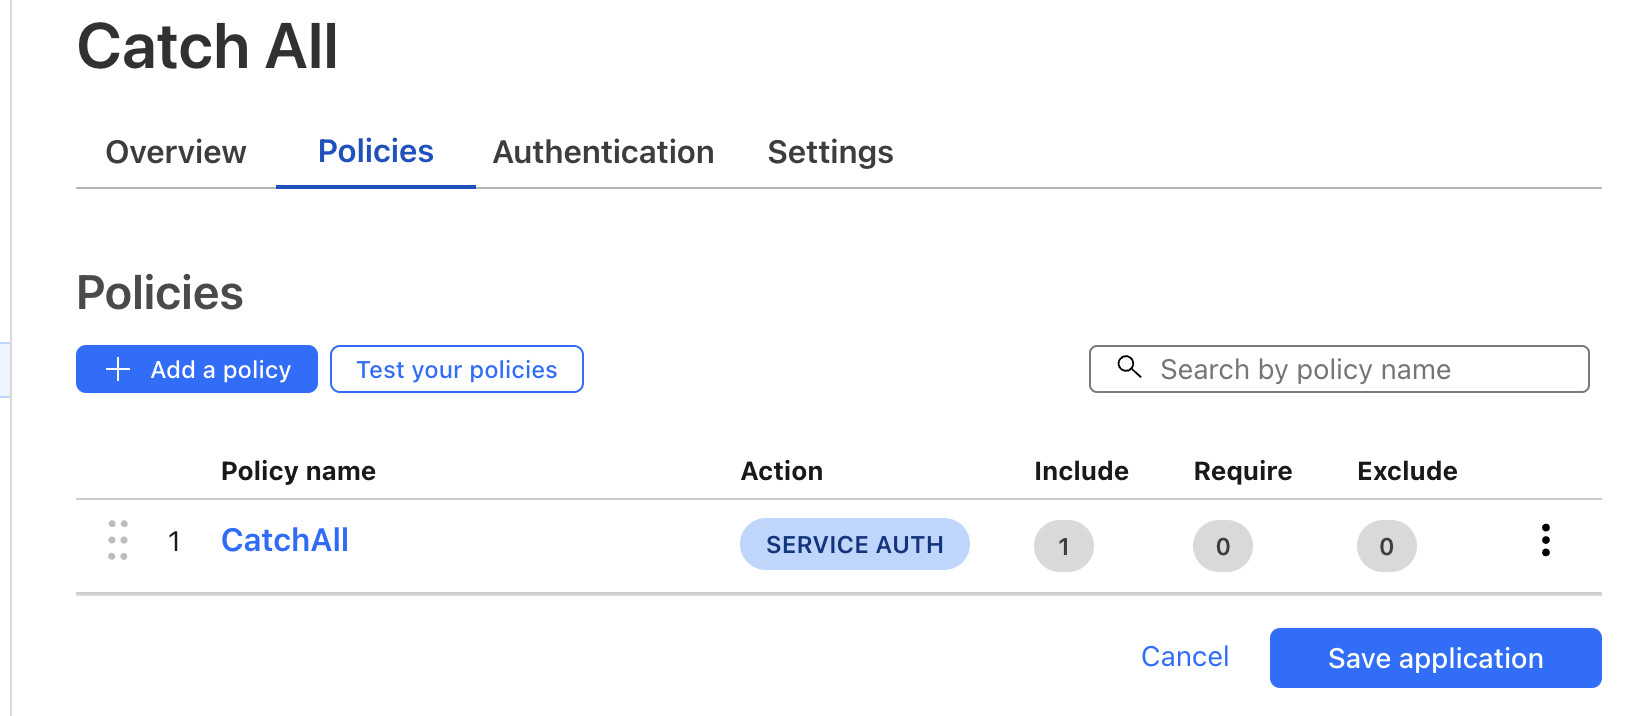 Catch All
Overview Policies Authentication Settings
Policies
Add a policy Test your policies Search by policy name
Policy name Action Include Require Exclude
1 CatchAll SERVICE AUTH 1 0 0
Cancel Save application